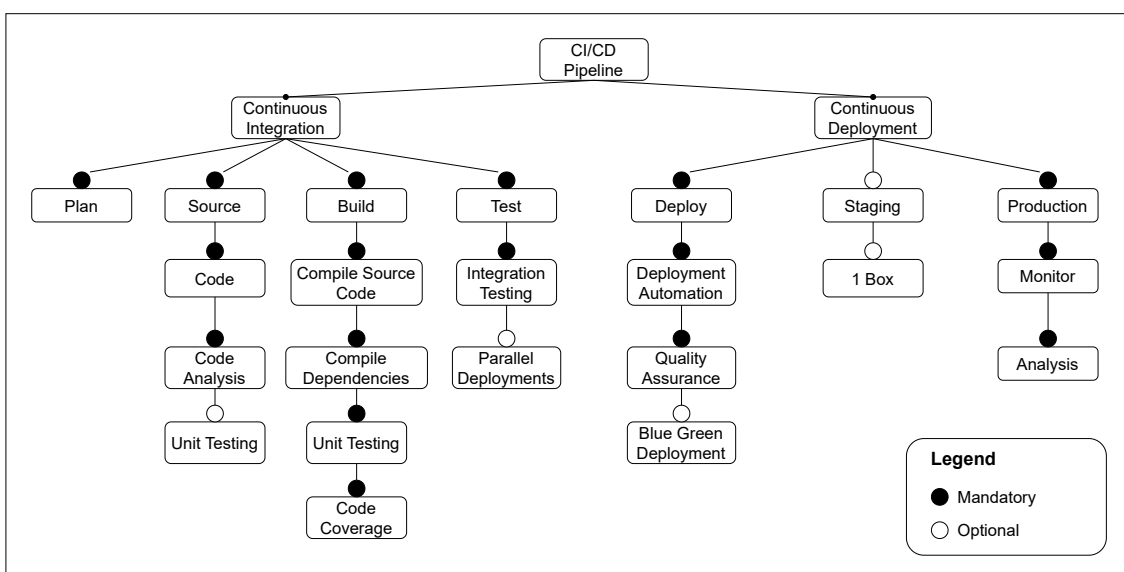 CI/CD
Pipeline
Continuous
Integration
Continuous
Deployment
Plan
Source
Build
Test
Deploy
Staging
Production
Code
Compile Source
Code
Integration
Testing
Deployment
Automation
1 Box
Monitor
Code
Analysis
Compile
Dependencies
Parallel
Deployments
Quality
Assurance
Analysis
Unit Testing
Unit Testing
Blue Green
Deployment
Code
Coverage
Legend
Mandatory
Optional